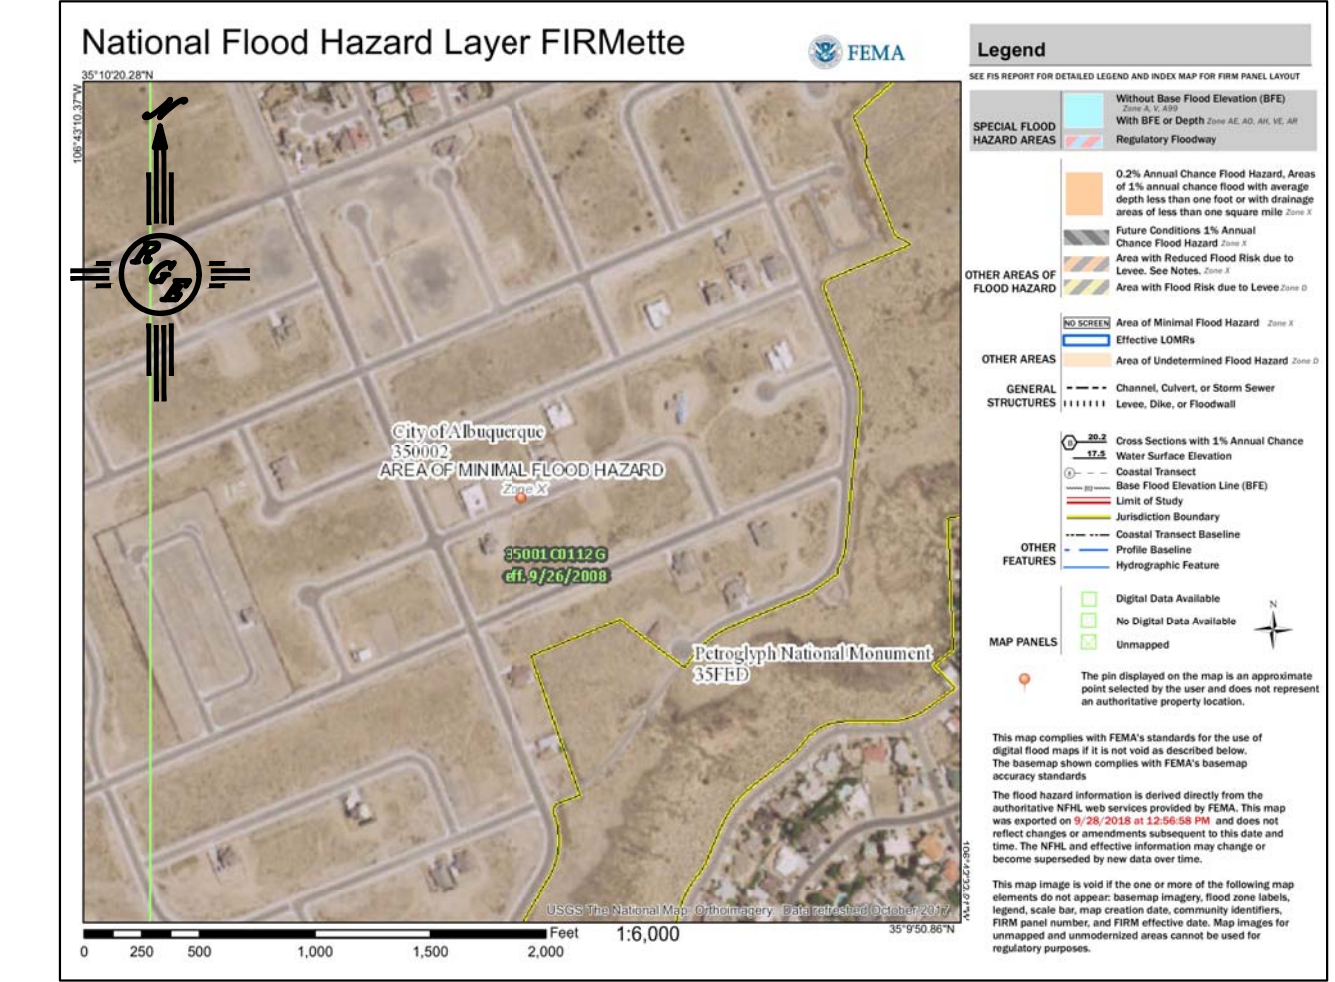 National Flood Hazard Layer FIRMette
FEMA
35°10'20.28"N
106°43'10.37"W
N
RGE
City of Albuquerque
350002
AREA OF MINIMAL FLOOD HAZARD
Zone X
35001C0112G
eff. 9/26/2008
Petroglyph National Monument
35FED
USGS The National Map: Orthoimagery. Data refreshed October 2017.
35°9'50.86"N
0 250 500 1,000 1,500 2,000
Feet
1:6,000
Legend
SEE FIS REPORT FOR DETAILED LEGEND AND INDEX MAP FOR FIRM PANEL LAYOUT
SPECIAL FLOOD
HAZARD AREAS
Without Base Flood Elevation (BFE)
Zone A, V, A99
With BFE or Depth Zone AE, AO, AH, VE, AR
Regulatory Floodway
OTHER AREAS OF
FLOOD HAZARD
0.2% Annual Chance Flood Hazard, Areas
of 1% annual chance flood with average
depth less than one foot or with drainage
areas of less than one square mile Zone X
Future Conditions 1% Annual
Chance Flood Hazard Zone X
Area with Reduced Flood Risk due to
Levee. See Notes. Zone X
Area with Flood Risk due to Levee Zone D
OTHER AREAS
NO SCREEN Area of Minimal Flood Hazard Zone X
Effective LOMRs
Area of Undetermined Flood Hazard Zone D
GENERAL
STRUCTURES
Channel, Culvert, or Storm Sewer
Levee, Dike, or Floodwall
OTHER
FEATURES
B 20.2 Cross Sections with 1% Annual Chance
17.5 Water Surface Elevation
Coastal Transect
Base Flood Elevation Line (BFE)
Limit of Study
Jurisdiction Boundary
Coastal Transect Baseline
Profile Baseline
Hydrographic Feature
MAP PANELS
Digital Data Available
No Digital Data Available
Unmapped
N
The pin displayed on the map is an approximate
point selected by the user and does not represent
an authoritative property location.
This map complies with FEMA's standards for the use of
digital flood maps if it is not void as described below.
The basemap shown complies with FEMA's basemap
accuracy standards
The flood hazard information is derived directly from the
authoritative NFHL web services provided by FEMA. This map
was exported on 9/28/2018 at 12:56:58 PM and does not
reflect changes or amendments subsequent to this date and
time. The NFHL and effective information may change or
become superseded by new data over time.
This map image is void if the one or more of the following map
elements do not appear: basemap imagery, flood zone labels,
legend, scale bar, map creation date, community identifiers,
FIRM panel number, and FIRM effective date. Map images for
unmapped and unmodernized areas cannot be used for
regulatory purposes.